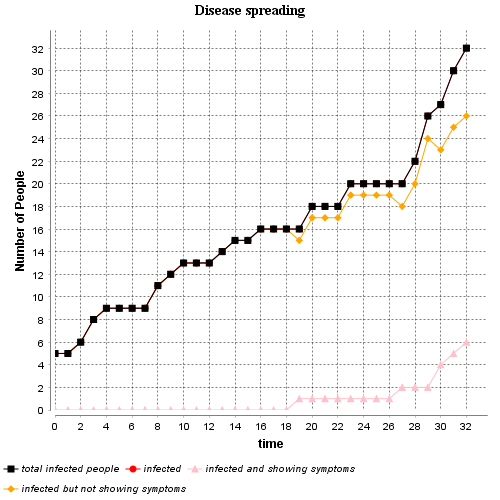 Disease spreading
32
30
28
26
24
22
20
18
16
14
12
10
8
6
4
2
0
Number of People
0 2 4 6 8 10 12 14 16 18 20 22 24 26 28 30 32
time
total infected people infected infected and showing symptoms
infected but not showing symptoms